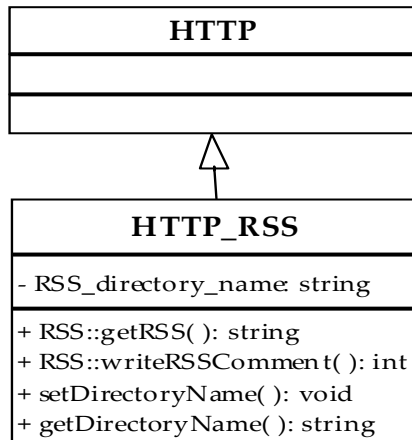 HTTP
HTTP_RSS
- RSS_directory_name: string
+ RSS::getRSS( ): string
+ RSS::writeRSSComment( ): int
+ setDirectoryName( ): void
+ getDirectoryName( ): string